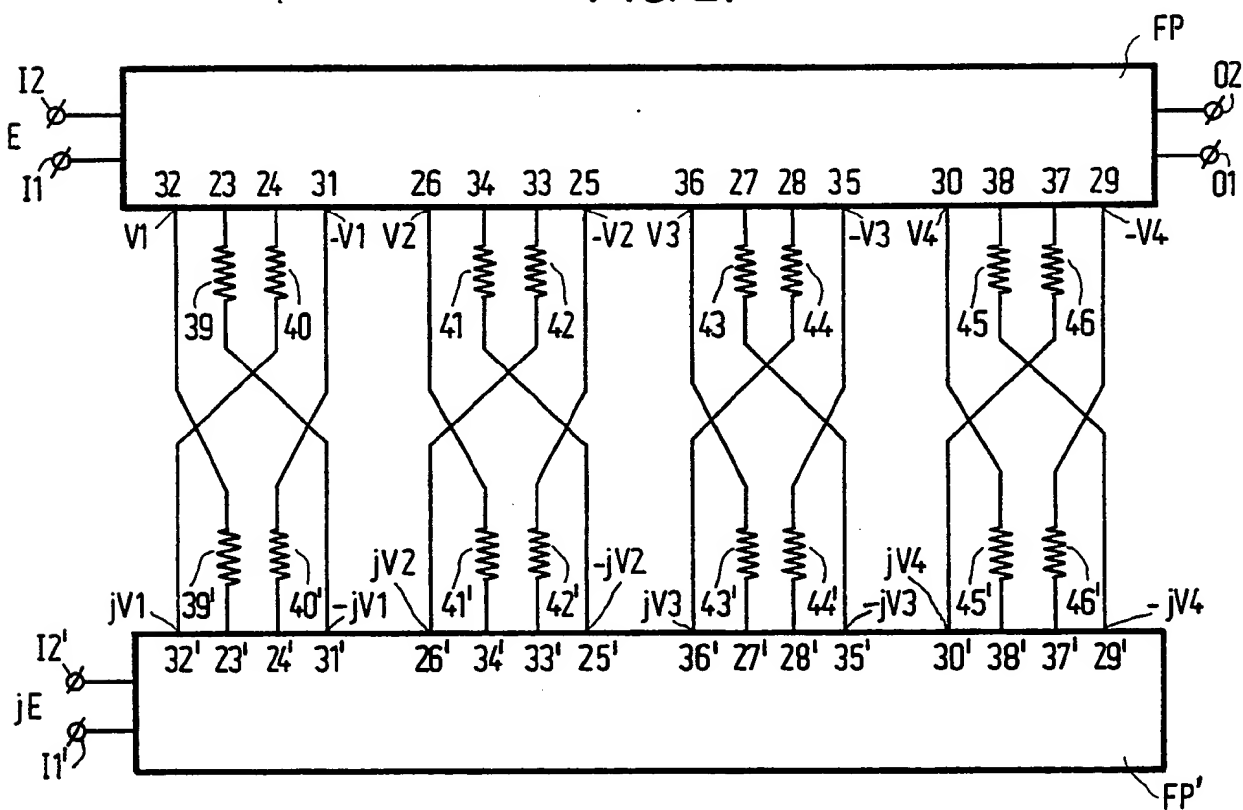 FP
I2
O2
E
I1
O1
32 23 24 31 26 34 33 25 36 27 28 35 30 38 37 29
V1 -V1 V2 -V2 V3 -V3 V4 -V4
39 40 41 42 43 44 45 46
jV2 -jV2 jV4
jV1 39' 40' -jV1 41' 42' jV3 43' 44' -jV3 45' 46' -jV4
I2'
32' 23' 24' 31' 26' 34' 33' 25' 36' 27' 28' 35' 30' 38' 37' 29'
jE
I1'
FP'